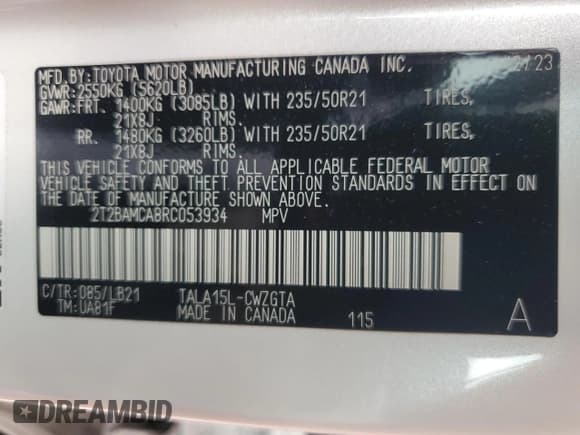 MFD. BY: TOYOTA MOTOR MANUFACTURING CANADA INC. 2/23
GVWR: 2550KG (5620LB)
GAWR: FRT. 1400KG (3085LB) WITH 235/50R21 TIRES,
21X8J RIMS.
RR. 1480KG (3260LB) WITH 235/50R21 TIRES,
21X8J RIMS.
THIS VEHICLE CONFORMS TO ALL APPLICABLE FEDERAL MOTOR
VEHICLE SAFETY AND THEFT PREVENTION STANDARDS IN EFFECT ON
THE DATE OF MANUFACTURE SHOWN ABOVE.
2T2BAMCA8RC053934 MPV
C/TR: 085/LB21 TALA15L-CWZGTA
TM: UA81F MADE IN CANADA 115 A
DREAMBID